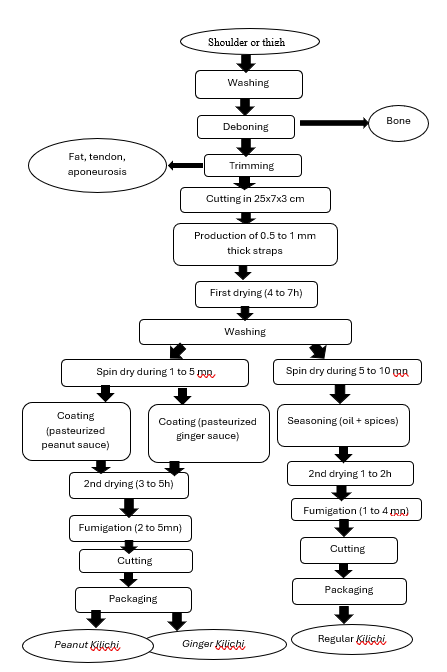 Shoulder or thigh
Washing
Deboning
Bone
Fat, tendon,
aponeurosis
Trimming
Cutting in 25x7x3 cm
Production of 0.5 to 1 mm
thick straps
First drying (4 to 7h)
Washing
Spin dry during 1 to 5 mn
Spin dry during 5 to 10 mn
Coating
(pasteurized
peanut sauce)
Coating (pasteurized
ginger sauce)
Seasoning (oil + spices)
2nd drying (3 to 5h)
2nd drying 1 to 2h
Fumigation (2 to 5mn)
Fumigation (1 to 4 mn)
Cutting
Cutting
Packaging
Packaging
Peanut Kilichi
Ginger Kilichi
Regular Kilichi